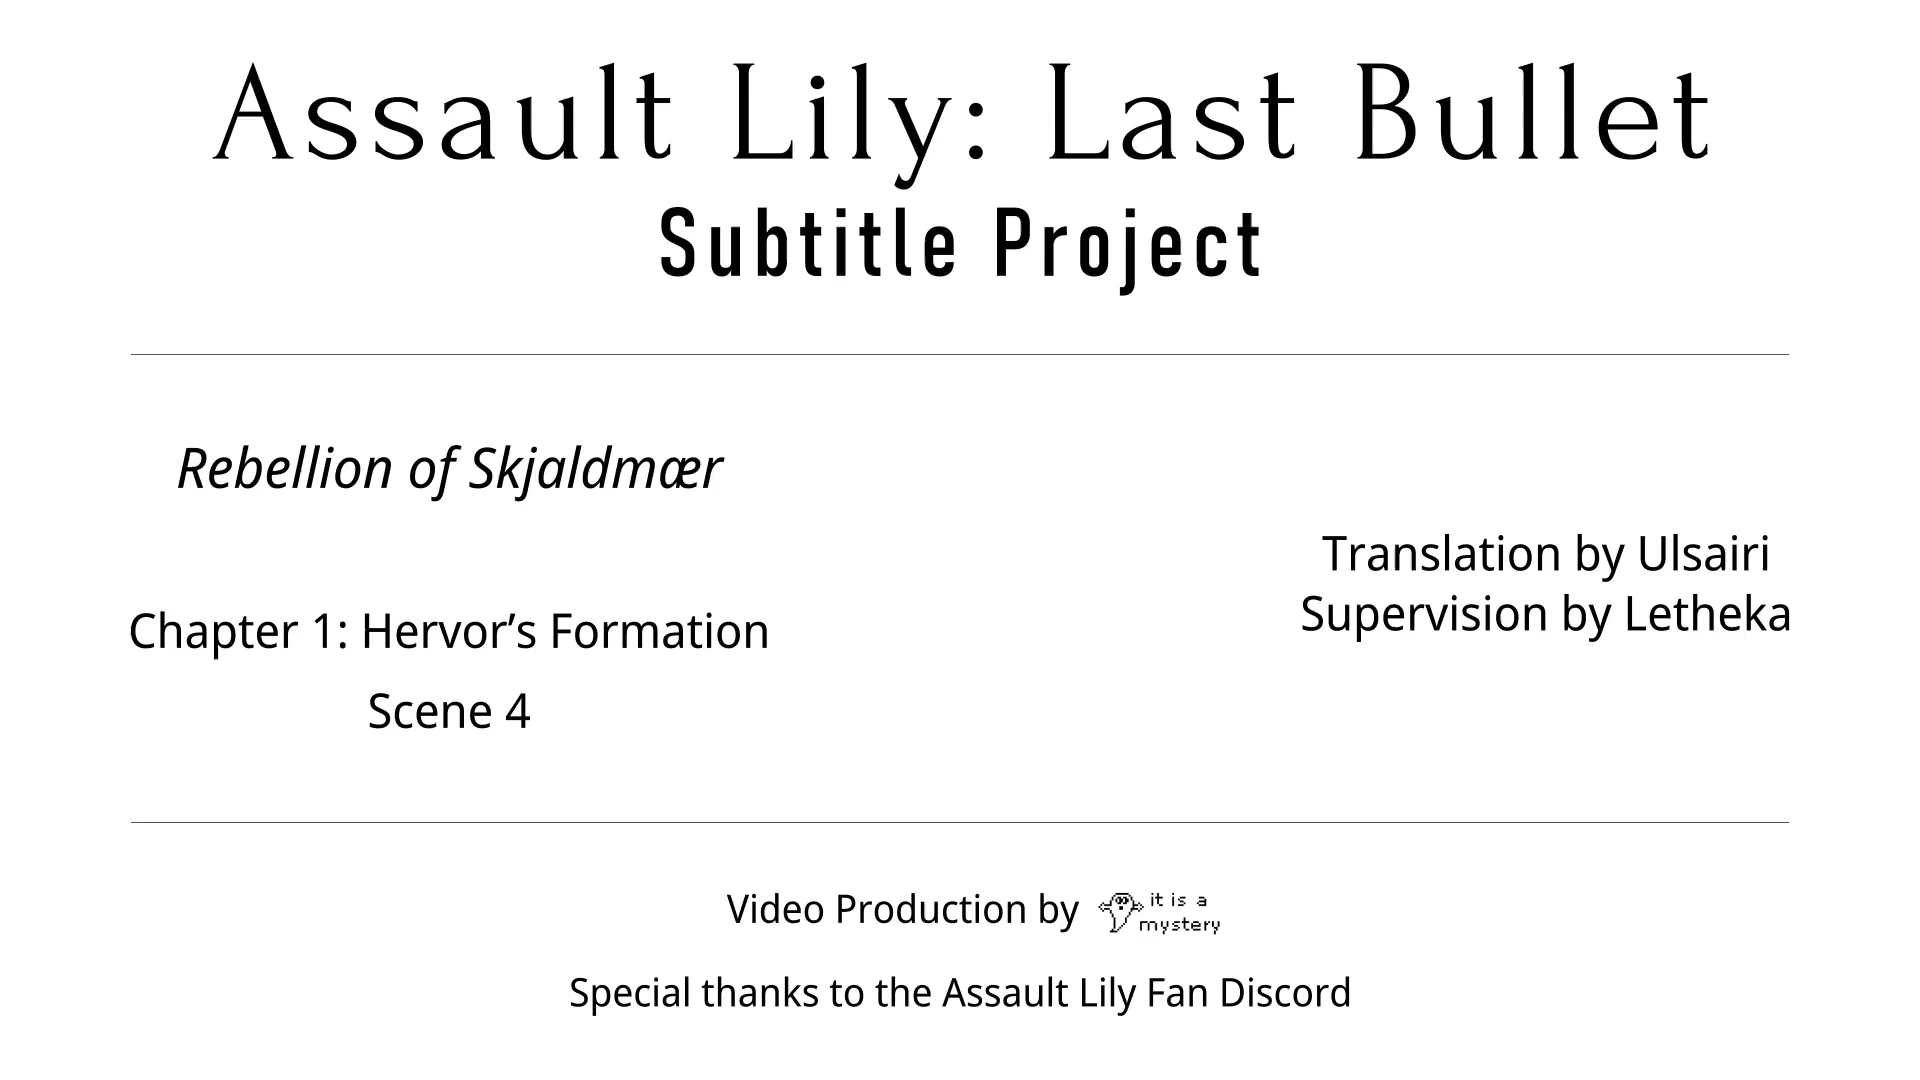 Assault Lily: Last Bullet
Subtitle Project
Rebellion of Skjaldmær
Chapter 1: Hervor’s Formation
Scene 4
Translation by Ulsairi
Supervision by Letheka
Video Production by it is a mystery
Special thanks to the Assault Lily Fan Discord